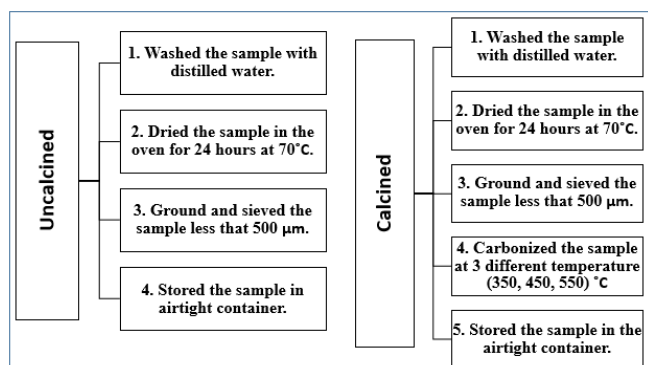 Uncalcined
1. Washed the sample with
distilled water.
2. Dried the sample in the
oven for 24 hours at 70˚C.
3. Ground and sieved the
sample less that 500 µm.
4. Stored the sample in
airtight container.
Calcined
1. Washed the sample
with distilled water.
2. Dried the sample in the
oven for 24 hours at 70˚C.
3. Ground and sieved the
sample less that 500 µm.
4. Carbonized the sample
at 3 different temperature
(350, 450, 550) ˚C
5. Stored the sample in the
airtight container.